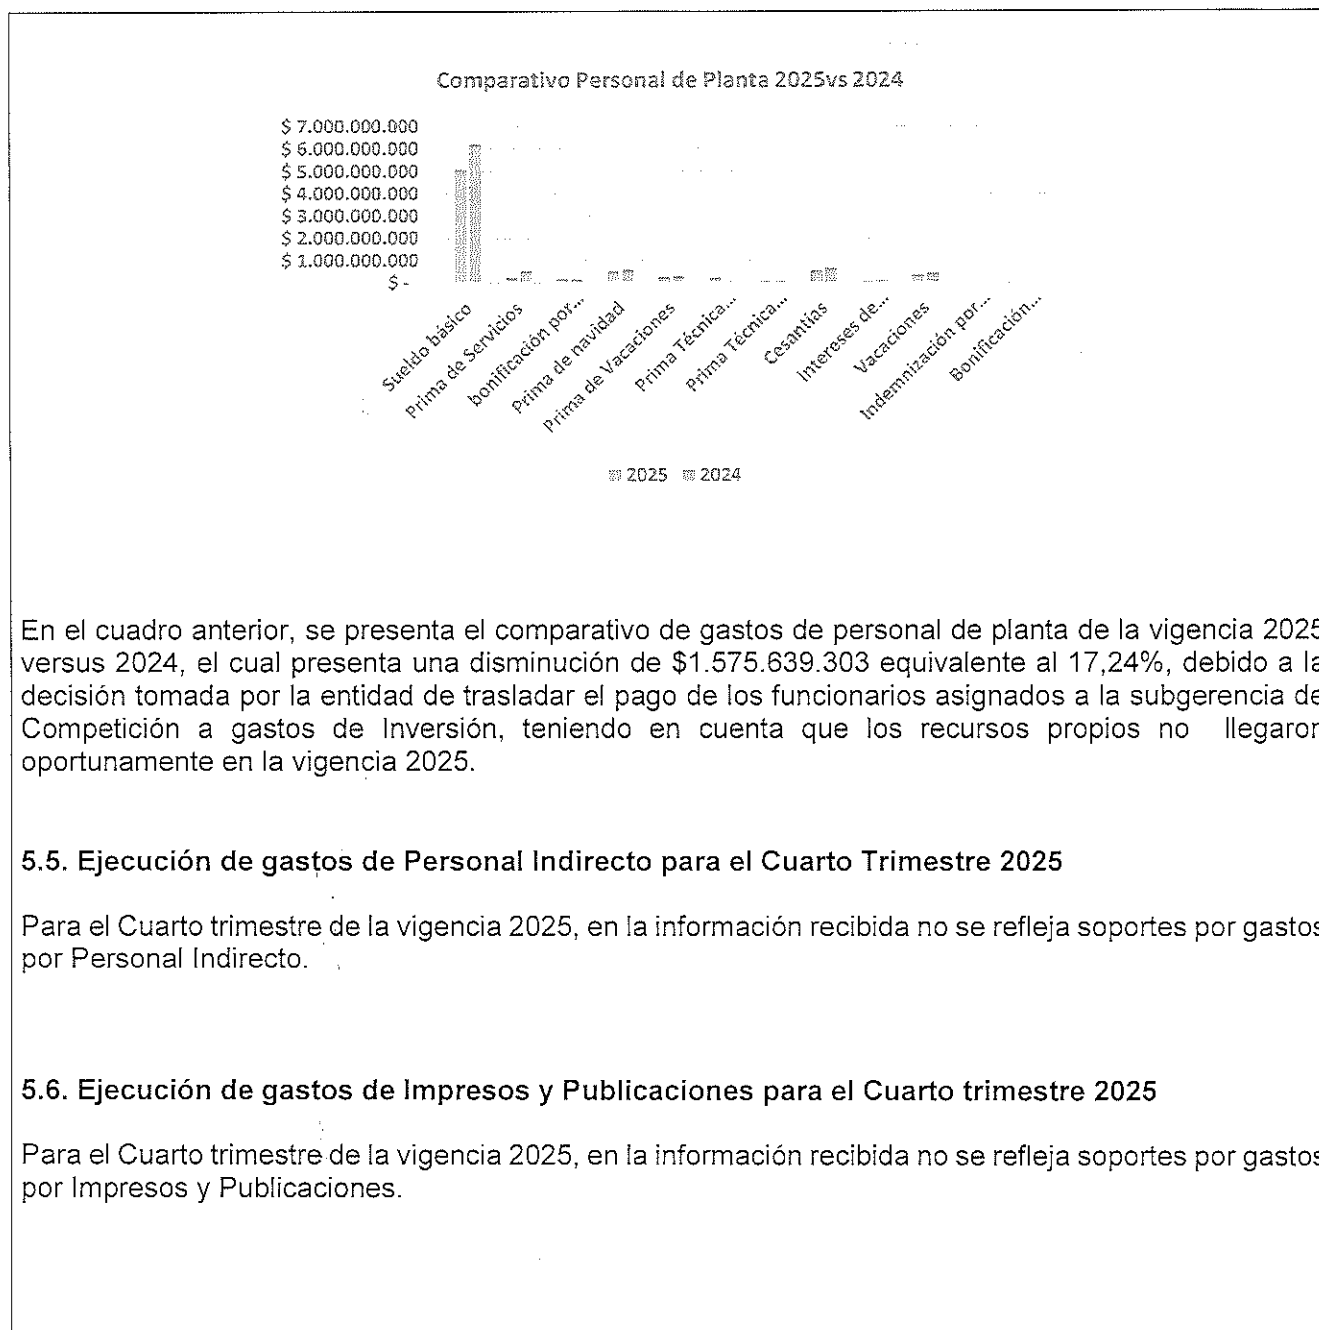 Comparativo Personal de Planta 2025vs 2024
$ 7.000.000.000
$ 6.000.000.000
$ 5.000.000.000
$ 4.000.000.000
$ 3.000.000.000
$ 2.000.000.000
$ 1.000.000.000
$ -
Sueldo básico
Prima de Servicios
bonificación por...
Prima de navidad
Prima de Vacaciones
Prima Técnica...
Prima Técnica...
Cesantías
Intereses de...
Vacaciones
Indemnización por...
Bonificación...
2025 2024
En el cuadro anterior, se presenta el comparativo de gastos de personal de planta de la vigencia 2025
versus 2024, el cual presenta una disminución de $1.575.639.303 equivalente al 17,24%, debido a la
decisión tomada por la entidad de trasladar el pago de los funcionarios asignados a la subgerencia de
Competición a gastos de Inversión, teniendo en cuenta que los recursos propios no llegaron
oportunamente en la vigencia 2025.
5.5. Ejecución de gastos de Personal Indirecto para el Cuarto Trimestre 2025
Para el Cuarto trimestre de la vigencia 2025, en la información recibida no se refleja soportes por gastos
por Personal Indirecto.
5.6. Ejecución de gastos de Impresos y Publicaciones para el Cuarto trimestre 2025
Para el Cuarto trimestre de la vigencia 2025, en la información recibida no se refleja soportes por gastos
por Impresos y Publicaciones.